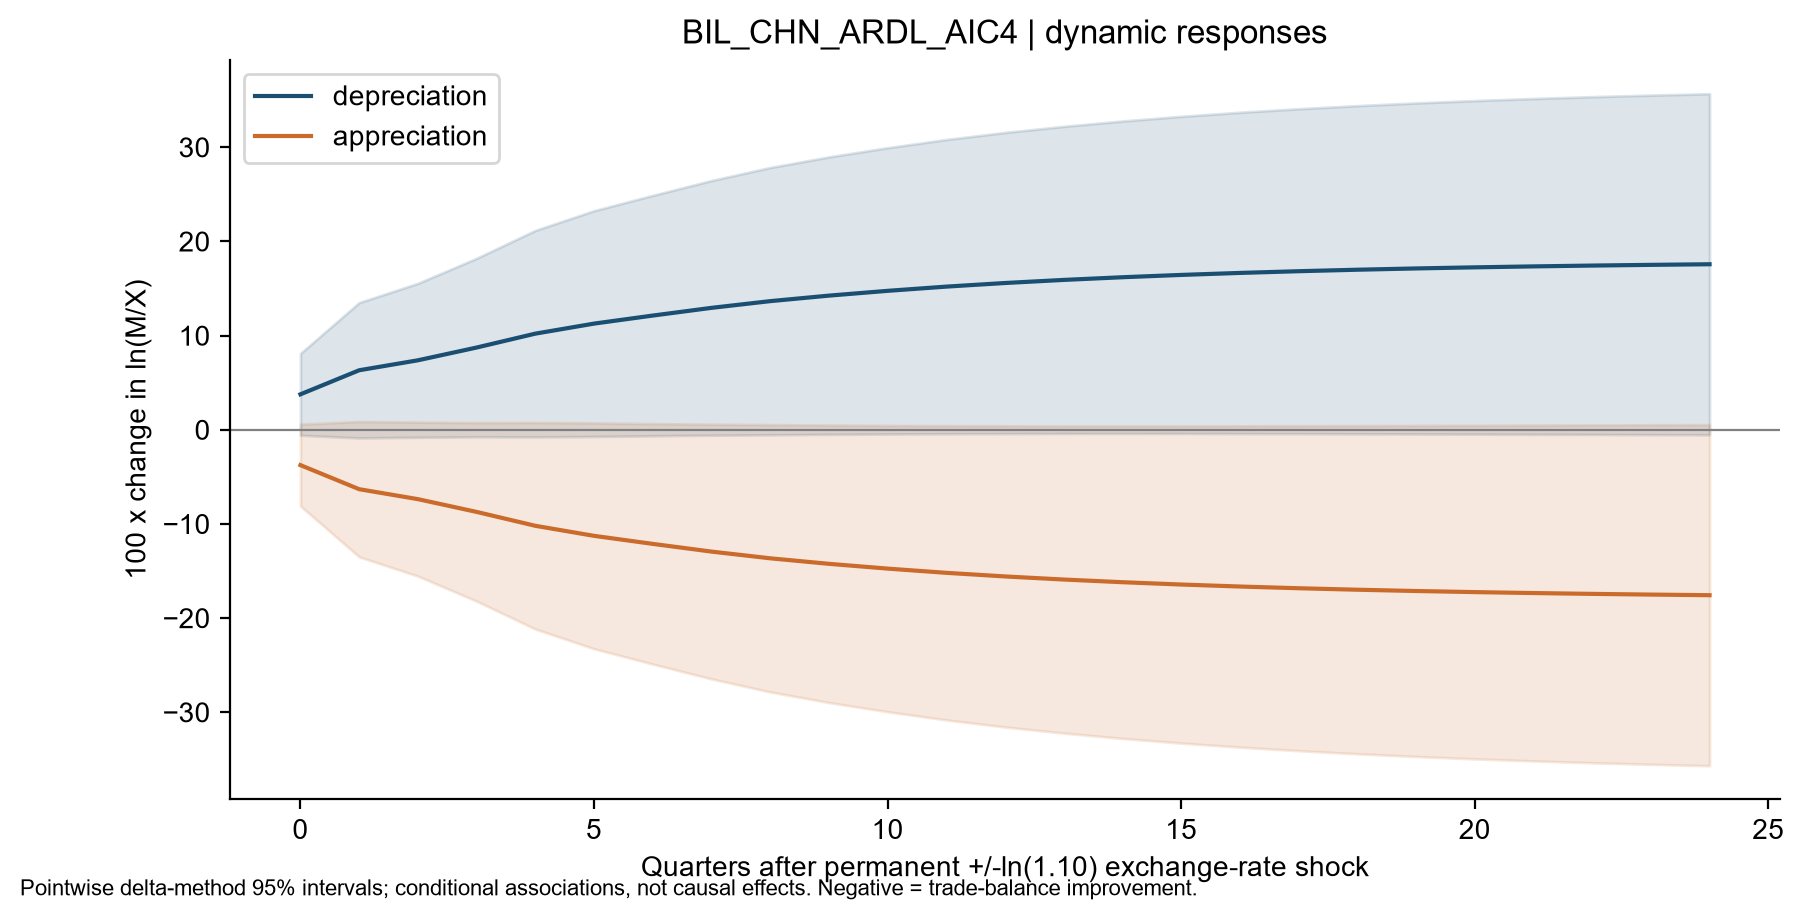 BIL_CHN_ARDL_AIC4 | dynamic responses
depreciation
appreciation
100 x change in ln(M/X)
30
20
10
0
−10
−20
−30
0 5 10 15 20 25
Quarters after permanent +/-ln(1.10) exchange-rate shock
Pointwise delta-method 95% intervals; conditional associations, not causal effects. Negative = trade-balance improvement.